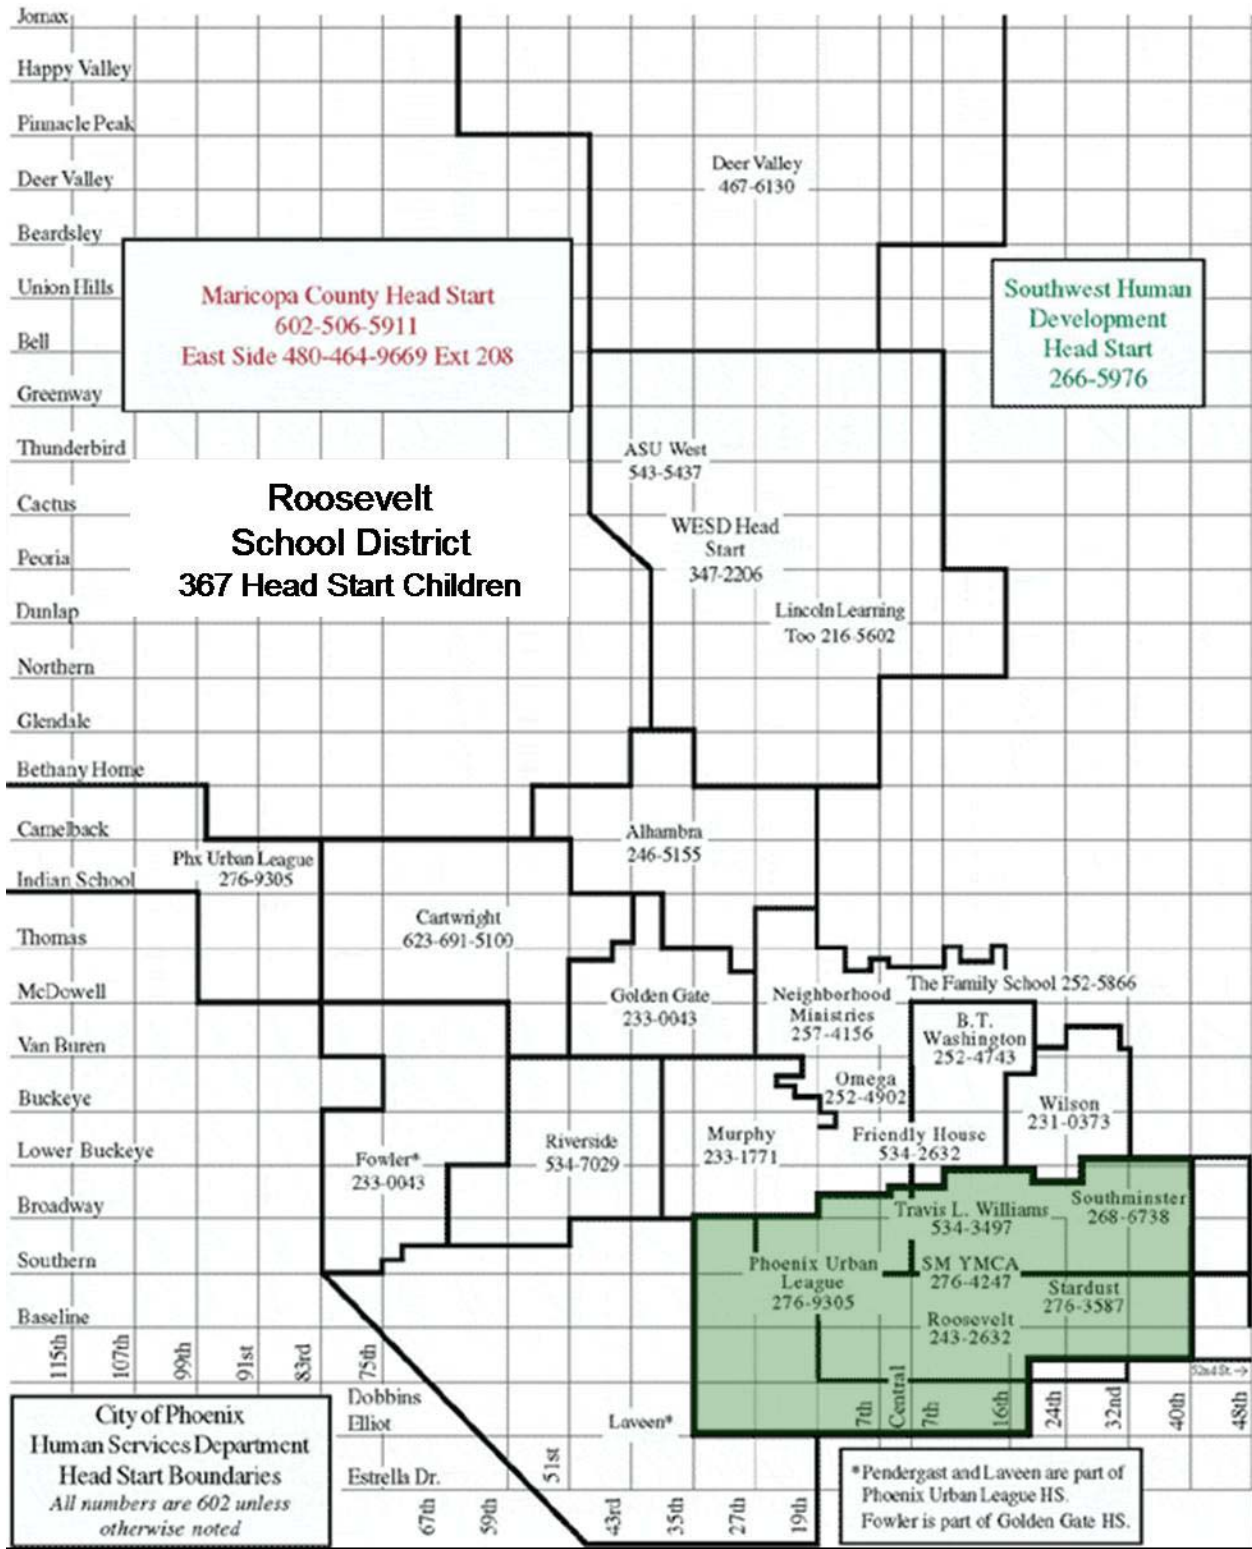 Jomax
Happy Valley
Pinnacle Peak
Deer Valley
467-6130
Deer Valley
Beardsley
Union Hills
Maricopa County Head Start
602-506-5911
East Side 480-464-9669 Ext 208
Southwest Human
Development
Head Start
266-5976
Bell
Greenway
Thunderbird
ASU West
543-5437
Cactus
Roosevelt
School District
367 Head Start Children
WESD Head
Start
347-2206
Peoria
Dunlap
Lincoln Learning
Too 216-5602
Northern
Glendale
Bethany Home
Camelback
Alhambra
246-5155
Phx Urban League
276-9305
Indian School
Cartwright
623-691-5100
Thomas
McDowell
Golden Gate
233-0043
Neighborhood
Ministries
257-4156
The Family School 252-5866
B.T.
Washington
252-4743
Van Buren
Omega
252-4902
Buckeye
Wilson
231-0373
Lower Buckeye
Fowler*
233-0043
Riverside
534-7029
Murphy
233-1771
Friendly House
534-2632
Broadway
Travis L. Williams
534-3497
Southminster
268-6738
Southern
Phoenix Urban
League
276-9305
SM YMCA
276-4247
Stardust
276-3587
Baseline
Roosevelt
243-2632
115th
107th
99th
91st
83rd
75th
52nd St. →
Dobbins
Elliot
Laveen*
7th
Central
7th
16th
24th
32nd
40th
48th
City of Phoenix
Human Services Department
Head Start Boundaries
All numbers are 602 unless
otherwise noted
Estrella Dr.
67th
59th
51st
43rd
35th
27th
19th
*Pendergast and Laveen are part of
Phoenix Urban League HS.
Fowler is part of Golden Gate HS.